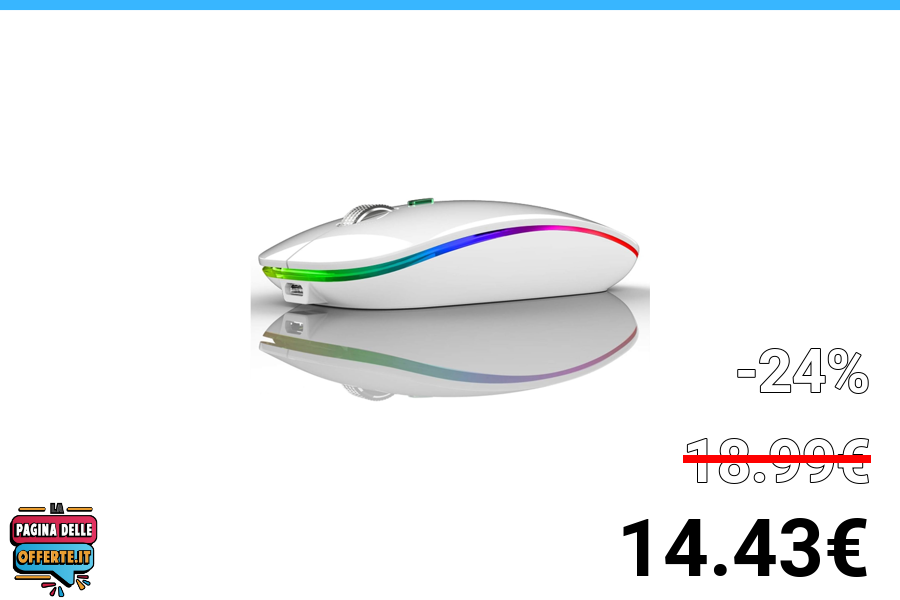 -24%
18.99€
14.43€
LA
PAGINA DELLE
OFFERTE.IT